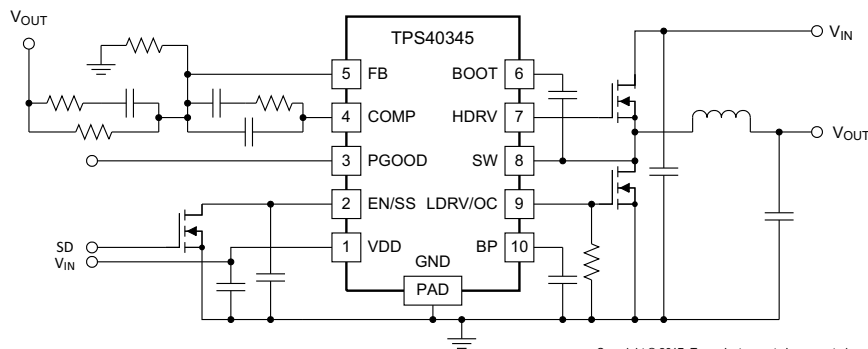 VOUT
TPS40345
VIN
5 FB
BOOT 6
4 COMP
HDRV 7
VOUT
3 PGOOD
SW 8
2 EN/SS
LDRV/OC 9
SD
1 VDD
BP 10
VIN
GND
PAD